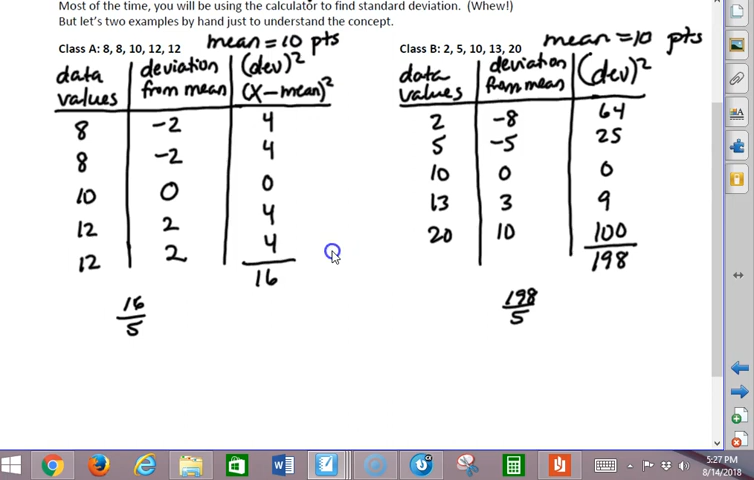 Most of the time, you will be using the calculator to find standard deviation. (Whew!)
But let's two examples by hand just to understand the concept.
Class A: 8, 8, 10, 12, 12 mean = 10 pts
data values | deviation from mean | (dev)² (X-mean)²
8 | -2 | 4
8 | -2 | 4
10 | 0 | 0
12 | 2 | 4
12 | 2 | 4
16
16/5
Class B: 2, 5, 10, 13, 20 mean = 10 pts
data values | deviation from mean | (dev)²
2 | -8 | 64
5 | -5 | 25
10 | 0 | 0
13 | 3 | 9
20 | 10 | 100
198
198/5
5:27 PM
8/14/2018